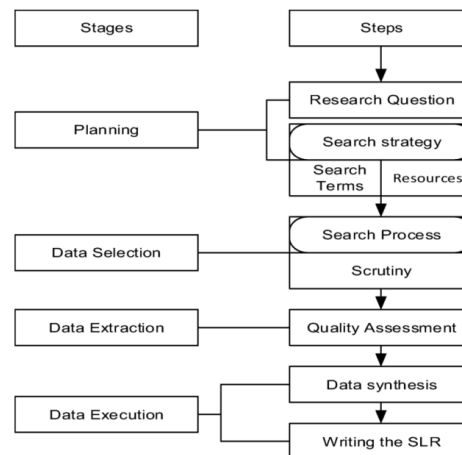 Stages
Steps
Research Question
Planning
Search strategy
Search
Terms
Resources
Search Process
Data Selection
Scrutiny
Data Extraction
Quality Assessment
Data synthesis
Data Execution
Writing the SLR